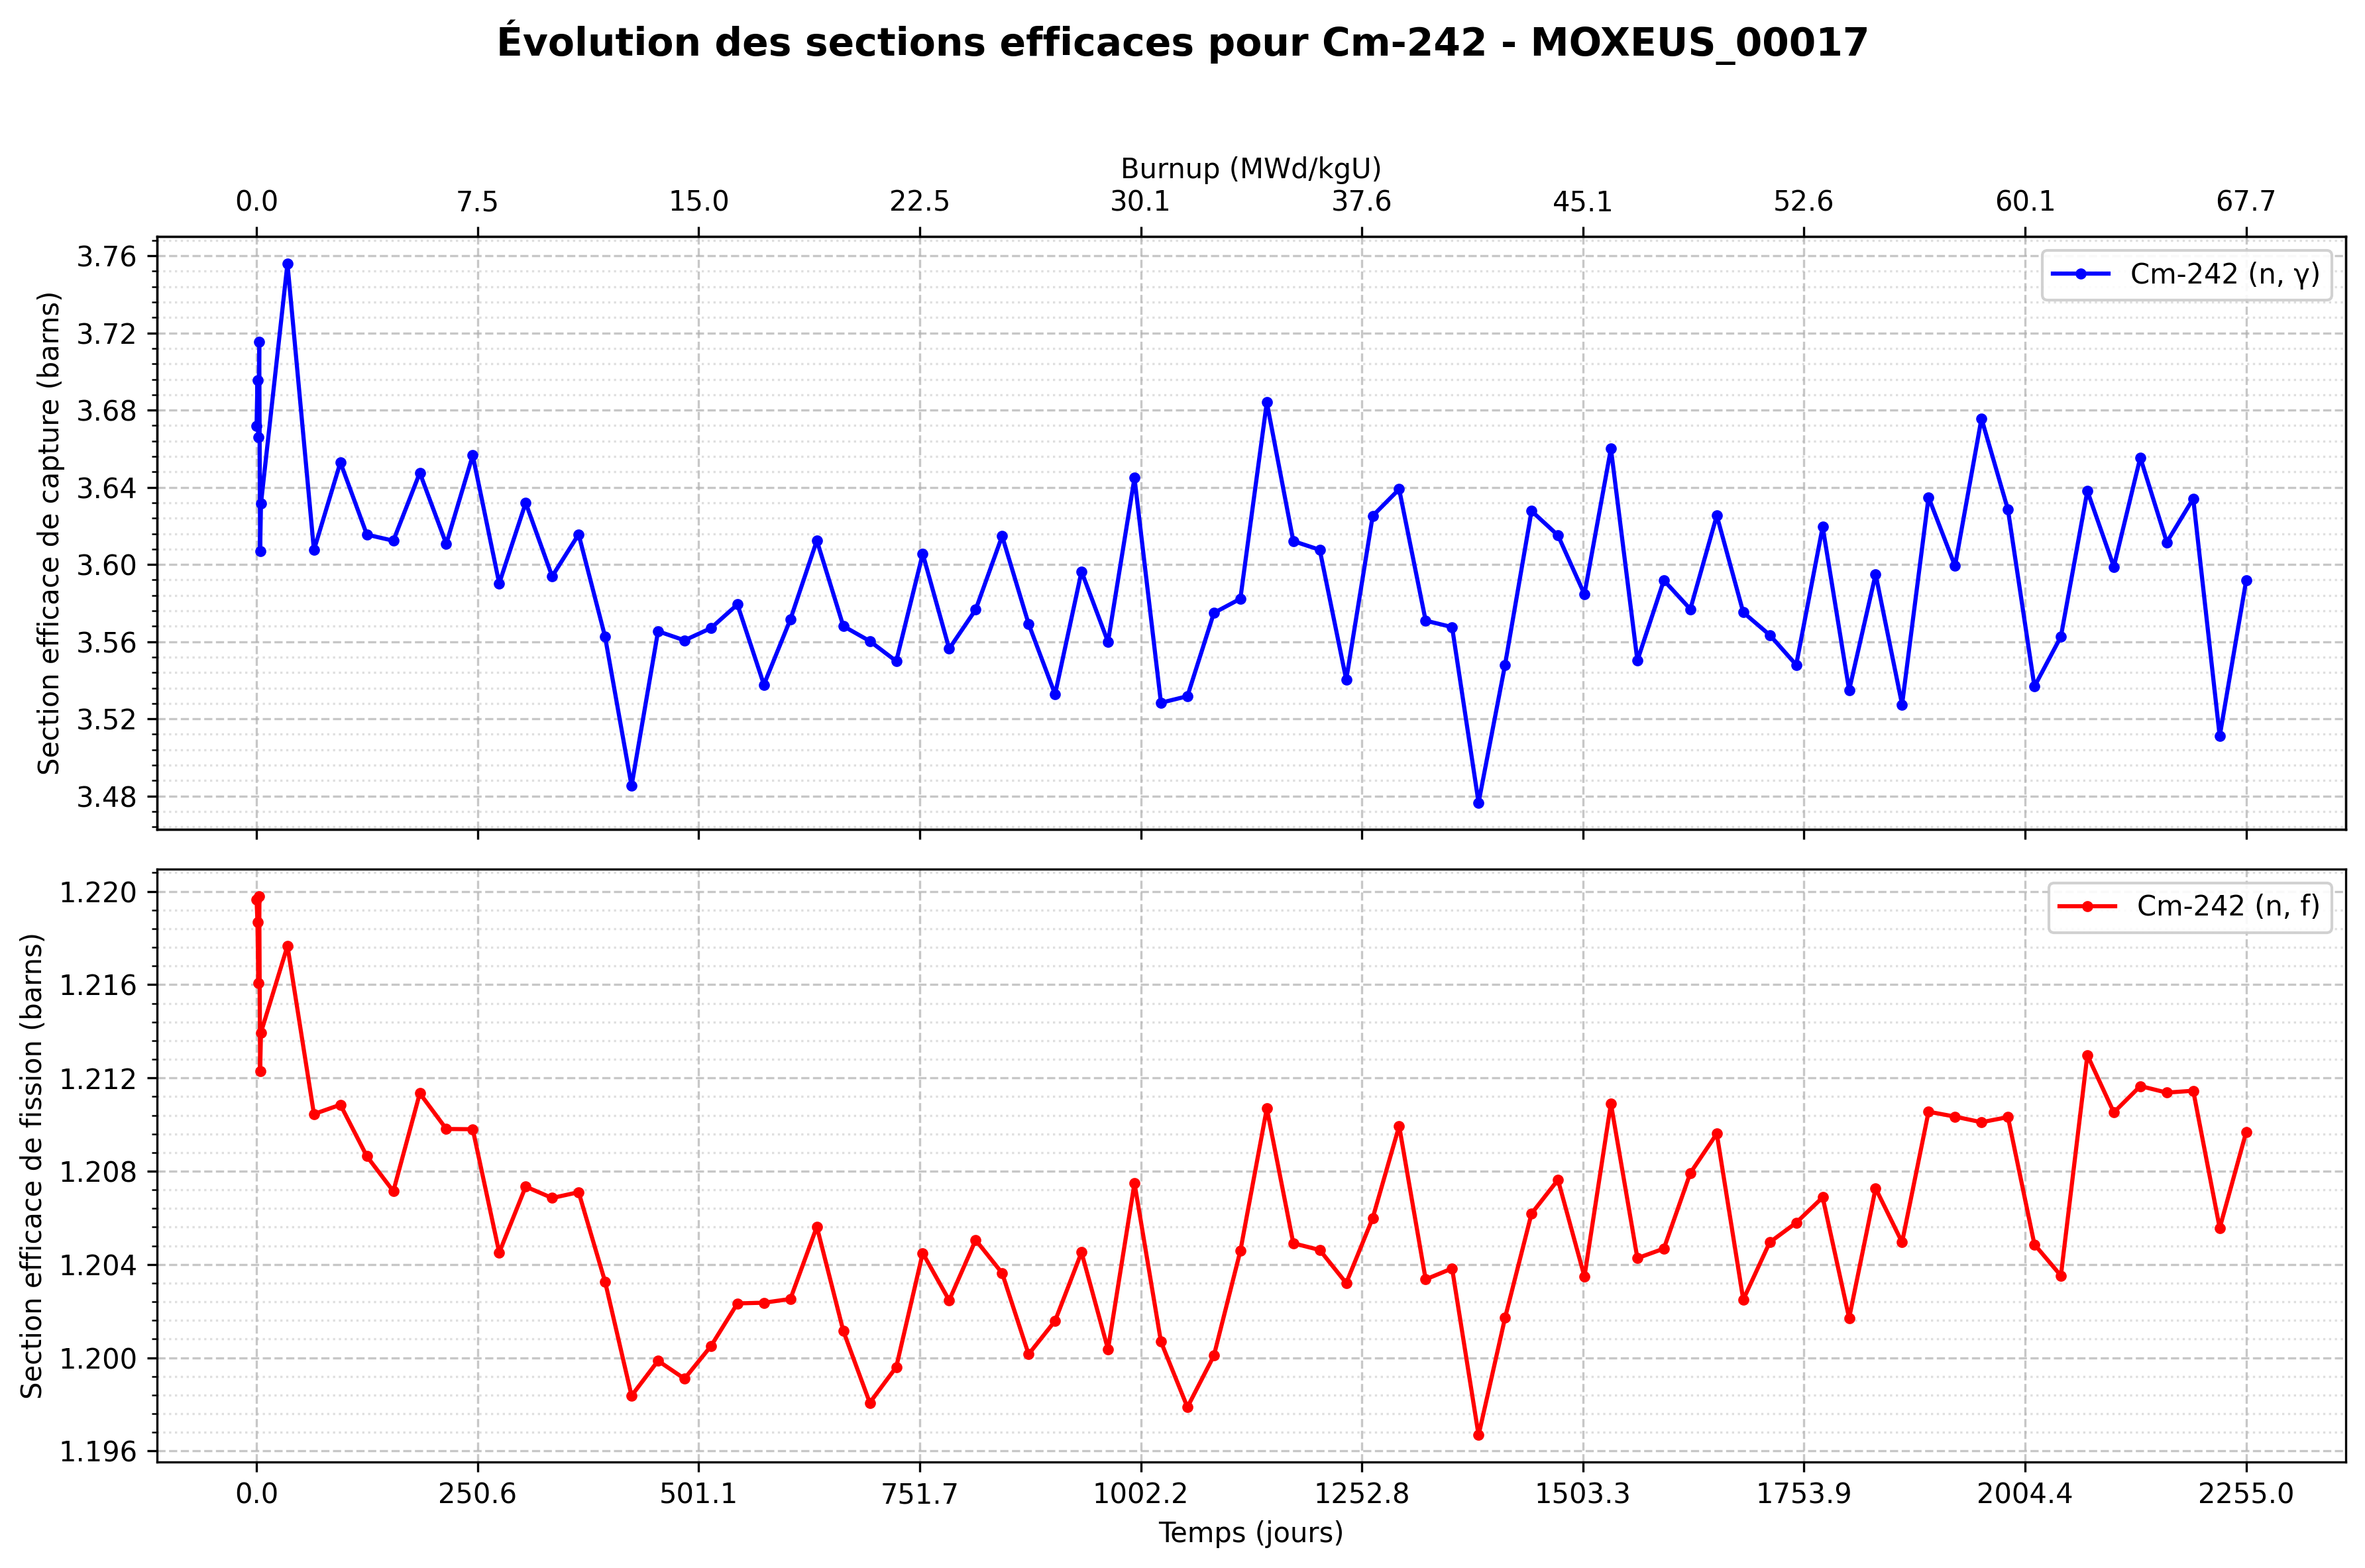 Évolution des sections efficaces pour Cm-242 - MOXEUS_00017
Burnup (MWd/kgU)
0.0 7.5 15.0 22.5 30.1 37.6 45.1 52.6 60.1 67.7
Section efficace de capture (barns)
3.76
3.72
3.68
3.64
3.60
3.56
3.52
3.48
Cm-242 (n, γ)
Section efficace de fission (barns)
1.220
1.216
1.212
1.208
1.204
1.200
1.196
Cm-242 (n, f)
0.0 250.6 501.1 751.7 1002.2 1252.8 1503.3 1753.9 2004.4 2255.0
Temps (jours)